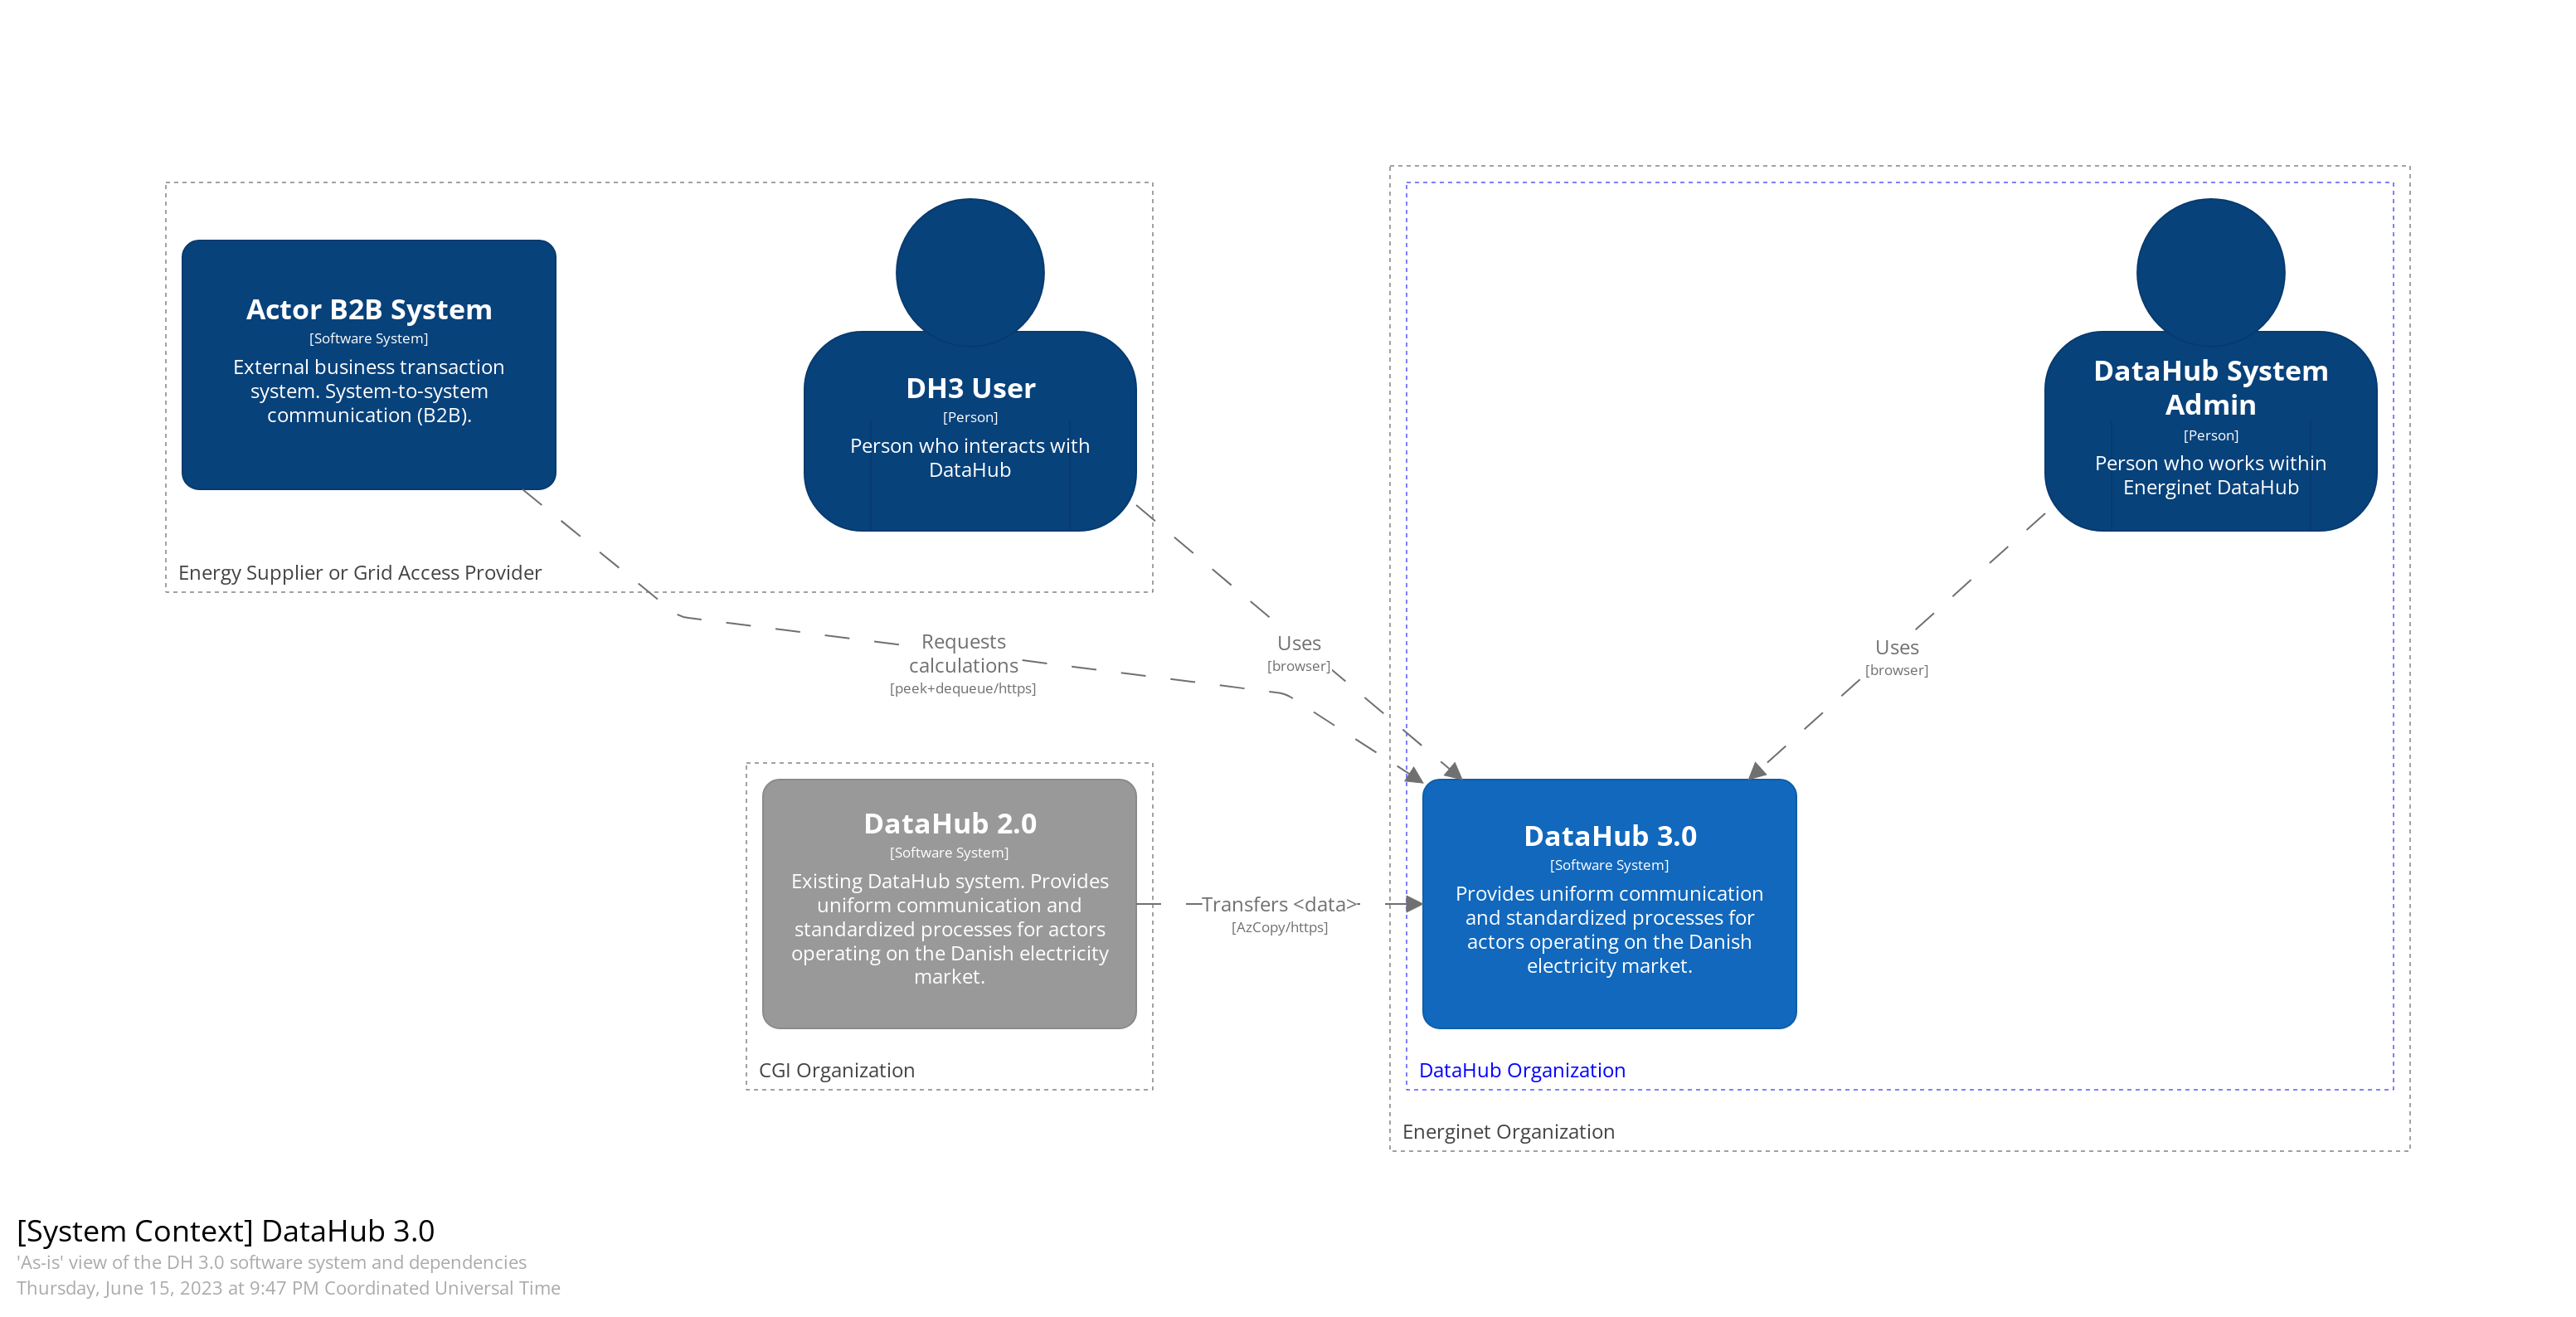 Actor B2B System
[Software System]
External business transaction
system. System-to-system
communication (B2B).
DH3 User
[Person]
Person who interacts with
DataHub
Energy Supplier or Grid Access Provider
DataHub System
Admin
[Person]
Person who works within
Energinet DataHub
Requests
calculations
[peek+dequeue/https]
Uses
[browser]
Uses
[browser]
DataHub 2.0
[Software System]
Existing DataHub system. Provides
uniform communication and
standardized processes for actors
operating on the Danish electricity
market.
CGI Organization
Transfers <data>
[AzCopy/https]
DataHub 3.0
[Software System]
Provides uniform communication
and standardized processes for
actors operating on the Danish
electricity market.
DataHub Organization
Energinet Organization
[System Context] DataHub 3.0
'As-is' view of the DH 3.0 software system and dependencies
Thursday, June 15, 2023 at 9:47 PM Coordinated Universal Time